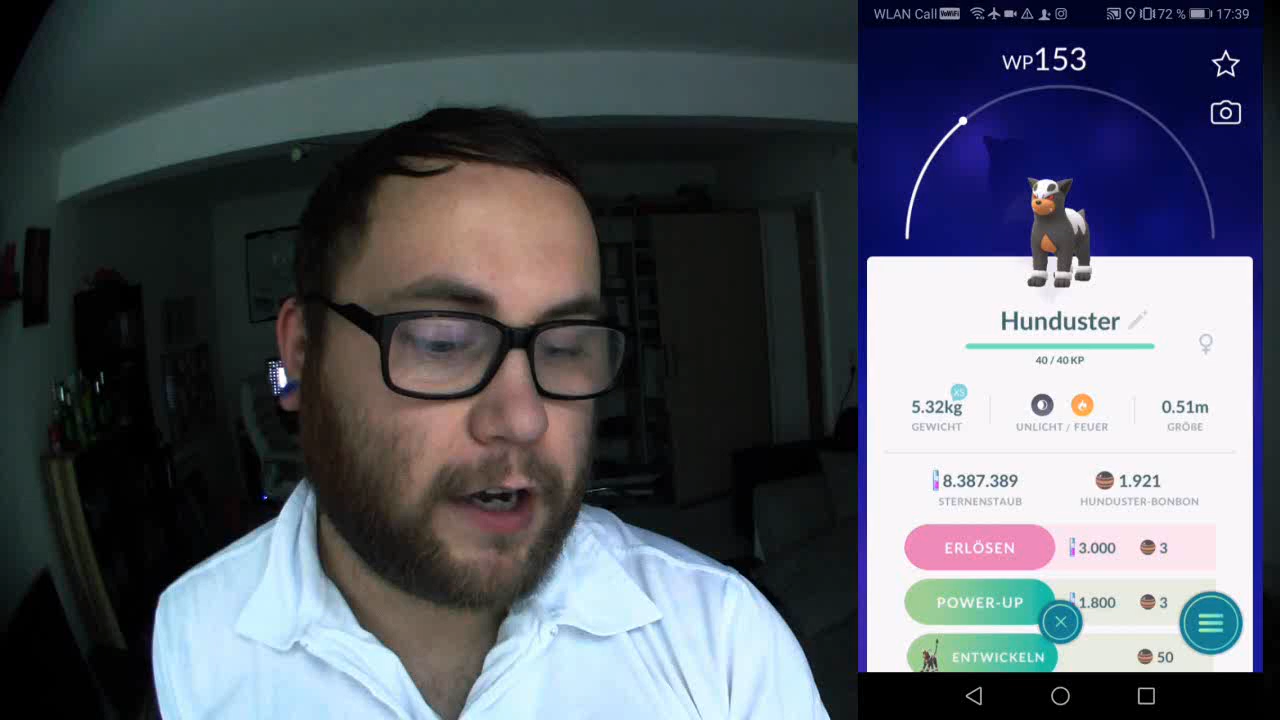 WLAN Call VoWiFi 72 % 17:39
WP153
Hunduster
40 / 40 KP
XS
5.32kg
GEWICHT
UNLICHT / FEUER
0.51m
GRÖßE
8.387.389
STERNENSTAUB
1.921
HUNDUSTER-BONBON
ERLÖSEN 3.000 3
POWER-UP 1.800 3
ENTWICKELN 50